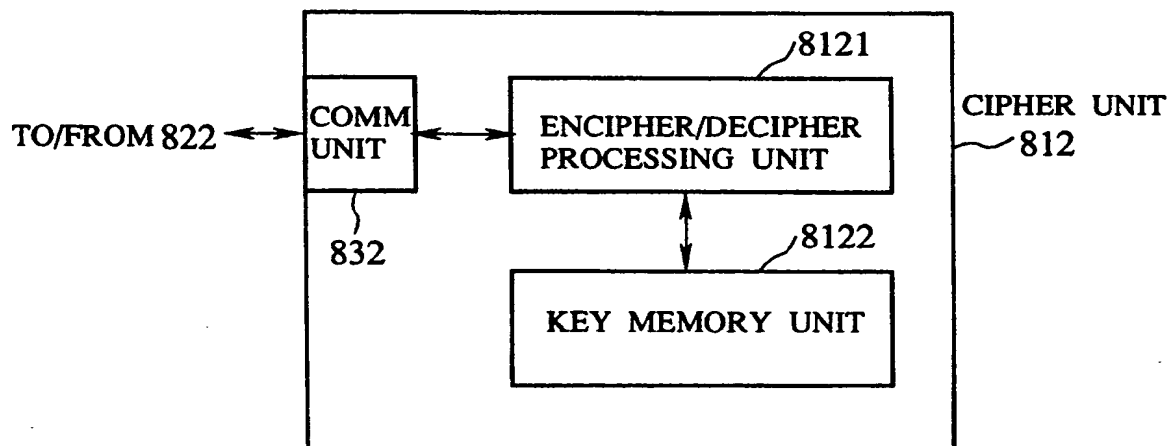 8121
CIPHER UNIT
812
TO/FROM 822
COMM
UNIT
ENCIPHER/DECIPHER
PROCESSING UNIT
832
8122
KEY MEMORY UNIT